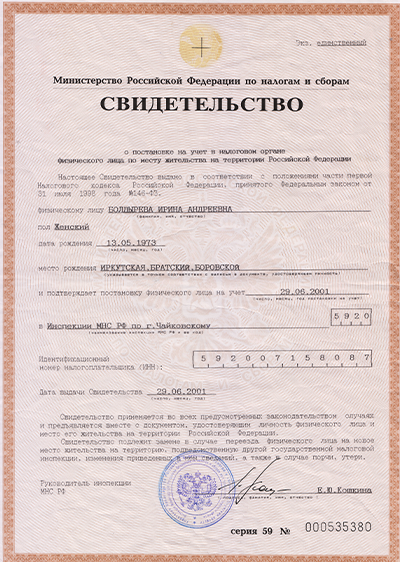 Экз. единственный
Министерство Российской Федерации по налогам и сборам
СВИДЕТЕЛЬСТВО
о постановке на учет в налоговом органе
физического лица по месту жительства на территории Российской Федерации
Настоящее Свидетельство выдано в соответствии с положениями части первой
Налогового кодекса Российской Федерации, принятого Федеральным законом от
31 июля 1998 года №146-ФЗ,
физическому лицу БОЛДЫРЕВА ИРИНА АНДРЕЕВНА
(фамилия, имя, отчество)
пол Женский
дата рождения 13.05.1973
(число, месяц, год)
место рождения ИРКУТСКАЯ,БРАТСКИЙ,БОРОВСКОЙ
(указывается в точном соответствии с записью в документе, удостоверяющем личность)
и подтверждает постановку физического лица на учет 29.06.2001
(число, месяц, год постановки на учет)
в Инспекции МНС РФ по г.Чайковскому 5920
Идентификационный
номер налогоплательщика (ИНН): 592007158087
Дата выдачи Свидетельства 29.06.2001
(число, месяц, год)
Свидетельство применяется во всех предусмотренных законодательством случаях
и предъявляется вместе с документом, удостоверяющим личность физического лица и
место его жительства на территории Российской Федерации.
Свидетельство подлежит замене в случае переезда физического лица на новое
место жительства на территорию, подведомственную другой государственной налоговой
инспекции, изменения приведенных в нем сведений, а также в случае порчи, утери.
Руководитель инспекции
МНС РФ
Е.Ю.Кошкина
(подпись, фамилия, имя, отчество)
серия 59 № 000535380